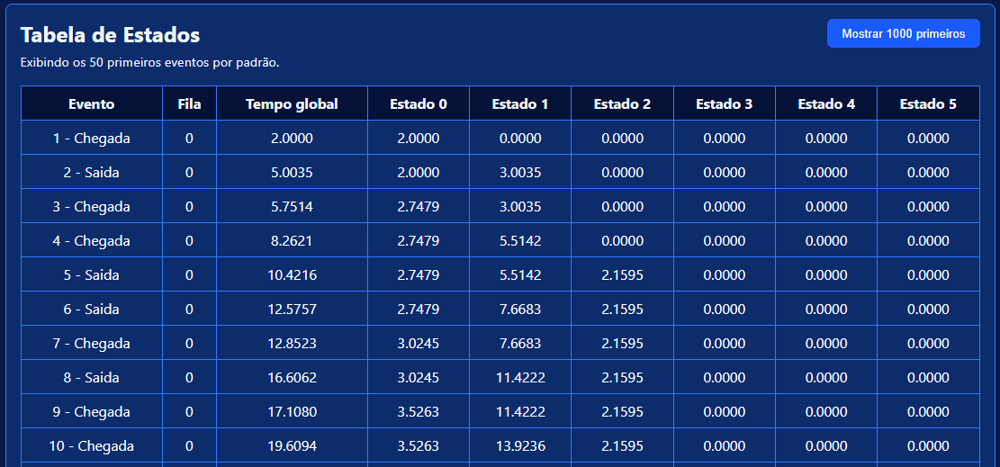 Tabela de Estados
Mostrar 1000 primeiros
Exibindo os 50 primeiros eventos por padrão.
Evento Fila Tempo global Estado 0 Estado 1 Estado 2 Estado 3 Estado 4 Estado 5
1 - Chegada 0 2.0000 2.0000 0.0000 0.0000 0.0000 0.0000 0.0000
2 - Saida 0 5.0035 2.0000 3.0035 0.0000 0.0000 0.0000 0.0000
3 - Chegada 0 5.7514 2.7479 3.0035 0.0000 0.0000 0.0000 0.0000
4 - Chegada 0 8.2621 2.7479 5.5142 0.0000 0.0000 0.0000 0.0000
5 - Saida 0 10.4216 2.7479 5.5142 2.1595 0.0000 0.0000 0.0000
6 - Saida 0 12.5757 2.7479 7.6683 2.1595 0.0000 0.0000 0.0000
7 - Chegada 0 12.8523 3.0245 7.6683 2.1595 0.0000 0.0000 0.0000
8 - Saida 0 16.6062 3.0245 11.4222 2.1595 0.0000 0.0000 0.0000
9 - Chegada 0 17.1080 3.5263 11.4222 2.1595 0.0000 0.0000 0.0000
10 - Chegada 0 19.6094 3.5263 13.9236 2.1595 0.0000 0.0000 0.0000